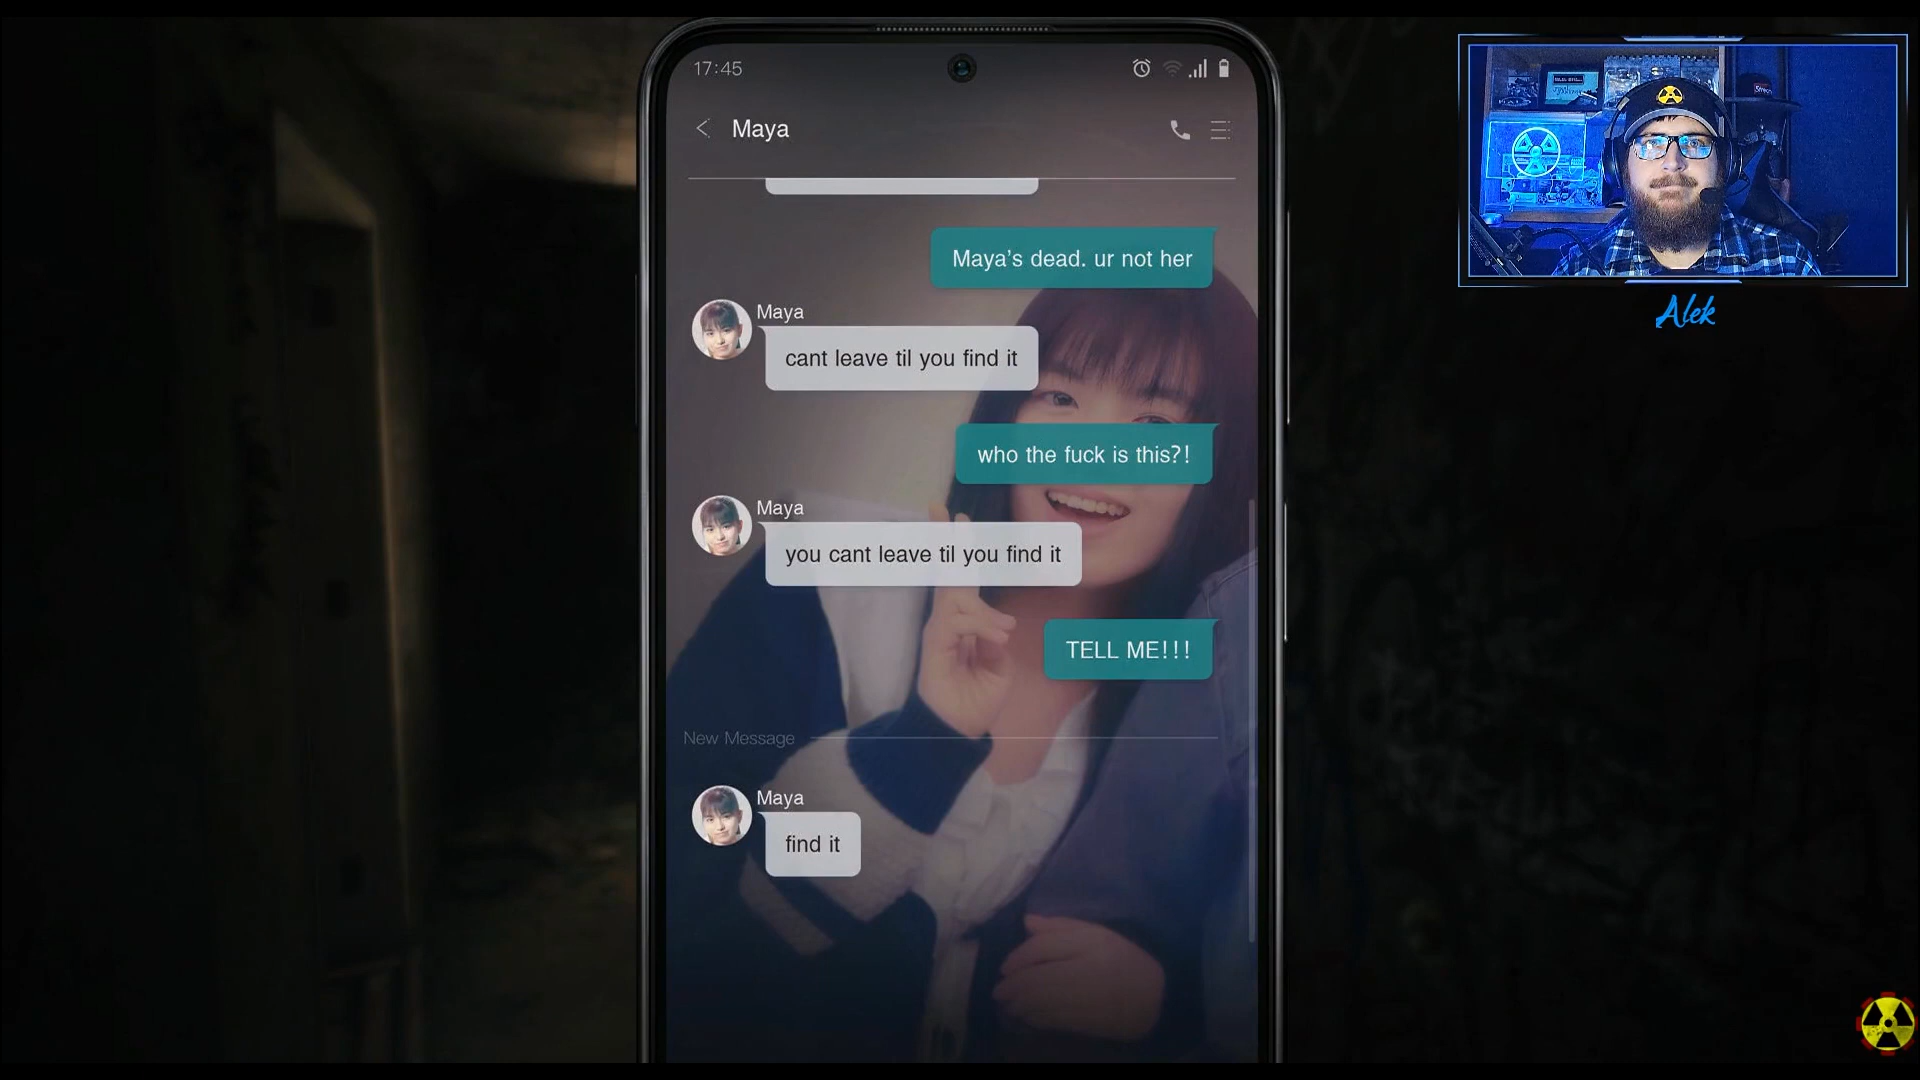 17:45
Maya
Maya's dead. ur not her
Maya
cant leave til you find it
who the fuck is this?!
Maya
you cant leave til you find it
TELL ME!!!
New Message
Maya
find it
Alek